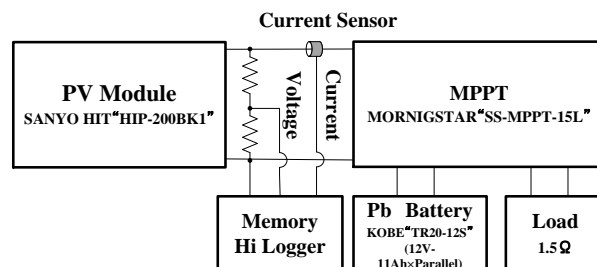 Current Sensor
PV Module
SANYO HIT"HIP-200BK1"
Voltage
Current
MPPT
MORNIGSTAR"SS-MPPT-15L"
Memory
Hi Logger
Pb Battery
KOBE"TR20-12S"
(12V-
11Ah×Parallel)
Load
1.5Ω